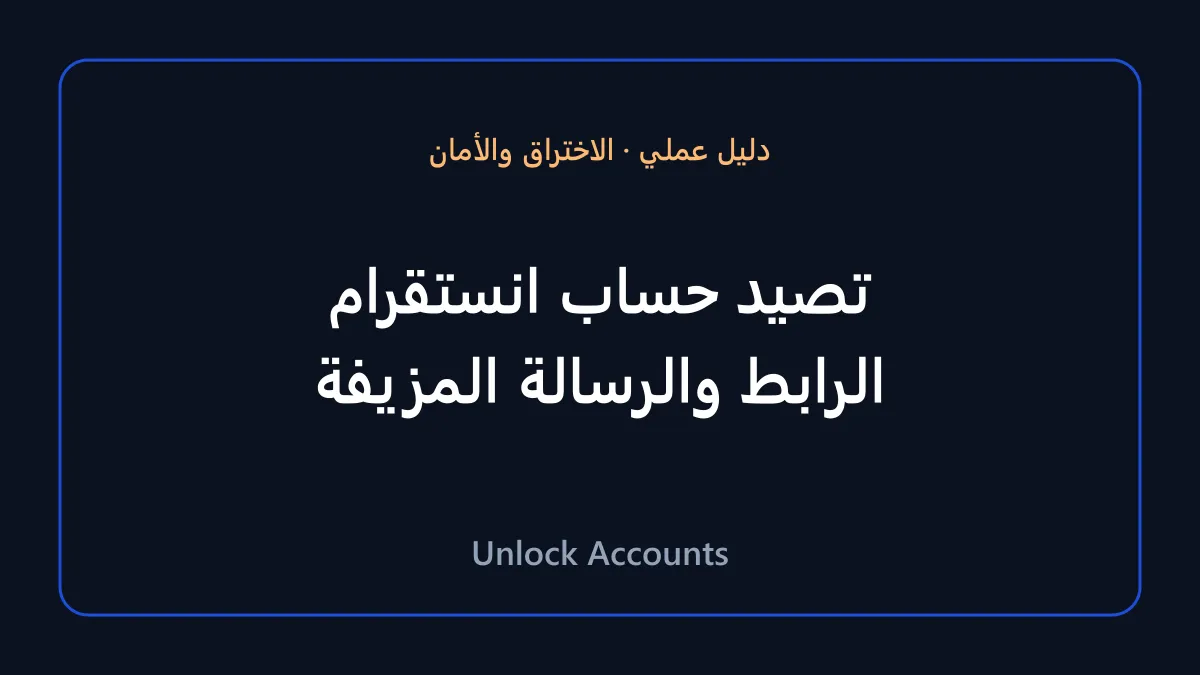 دليل عملي · الاختراق والأمان
تصيد حساب انستقرام
الرابط والرسالة المزيفة
Unlock Accounts